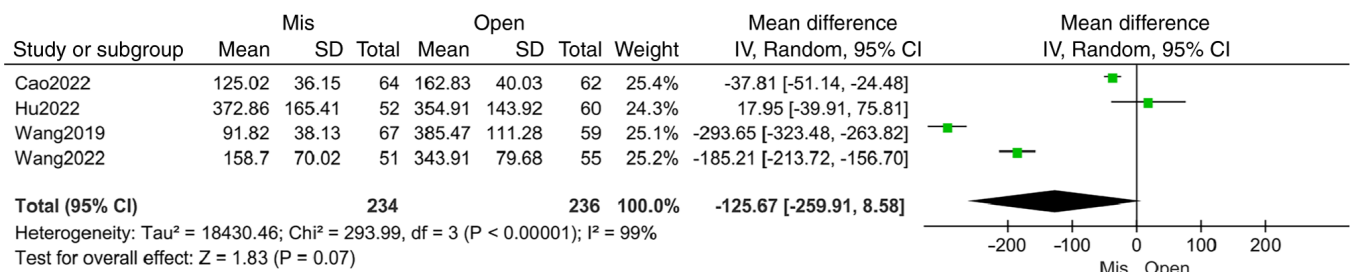 Mis Open Mean difference Mean difference
Study or subgroup Mean SD Total Mean SD Total Weight IV, Random, 95% CI IV, Random, 95% CI
Cao2022 125.02 36.15 64 162.83 40.03 62 25.4% -37.81 [-51.14, -24.48]
Hu2022 372.86 165.41 52 354.91 143.92 60 24.3% 17.95 [-39.91, 75.81]
Wang2019 91.82 38.13 67 385.47 111.28 59 25.1% -293.65 [-323.48, -263.82]
Wang2022 158.7 70.02 51 343.91 79.68 55 25.2% -185.21 [-213.72, -156.70]
Total (95% CI) 234 236 100.0% -125.67 [-259.91, 8.58]
Heterogeneity: Tau² = 18430.46; Chi² = 293.99, df = 3 (P < 0.00001); I² = 99%
Test for overall effect: Z = 1.83 (P = 0.07)
-200 -100 0 100 200
Mis Open